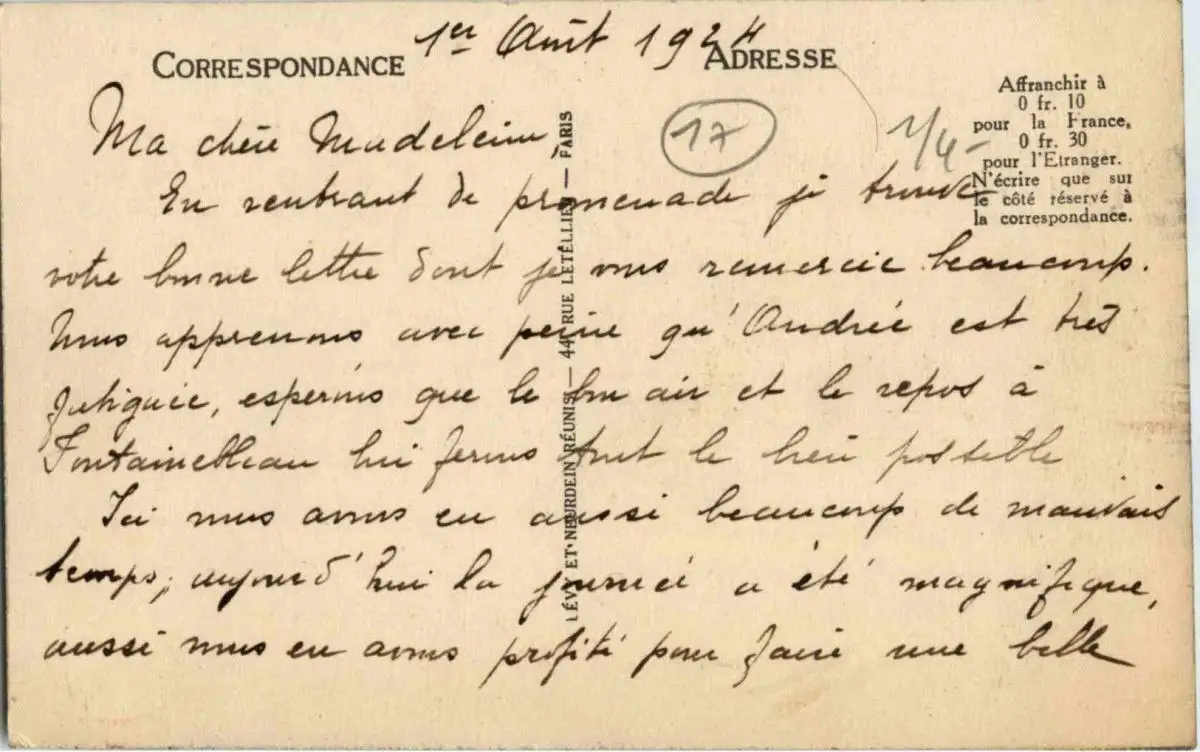 1er Août 1924
CORRESPONDANCE
ADRESSE
Affranchir à
0 fr. 10
pour la France,
0 fr. 30
pour l'Etranger.
N'écrire que sur
le côté réservé à
la correspondance.
17
1/4-
Ma chère Madeleine,
En rentrant de promenade je trouve
votre bonne lettre dont je vous remercie beaucoup.
Nous apprenons avec peine qu'Andrée est très
fatiguée, espérons que le bon air et le repos à
Fontainebleau lui ferons tout le bien possible
Ici nous avons eu aussi beaucoup de mauvais
temps, aujourd'hui la journée a été magnifique,
aussi nous en avons profité pour faire une belle
LÉVY ET NEURDEIN RÉUNIS — 44, RUE LETELLIER — PARIS